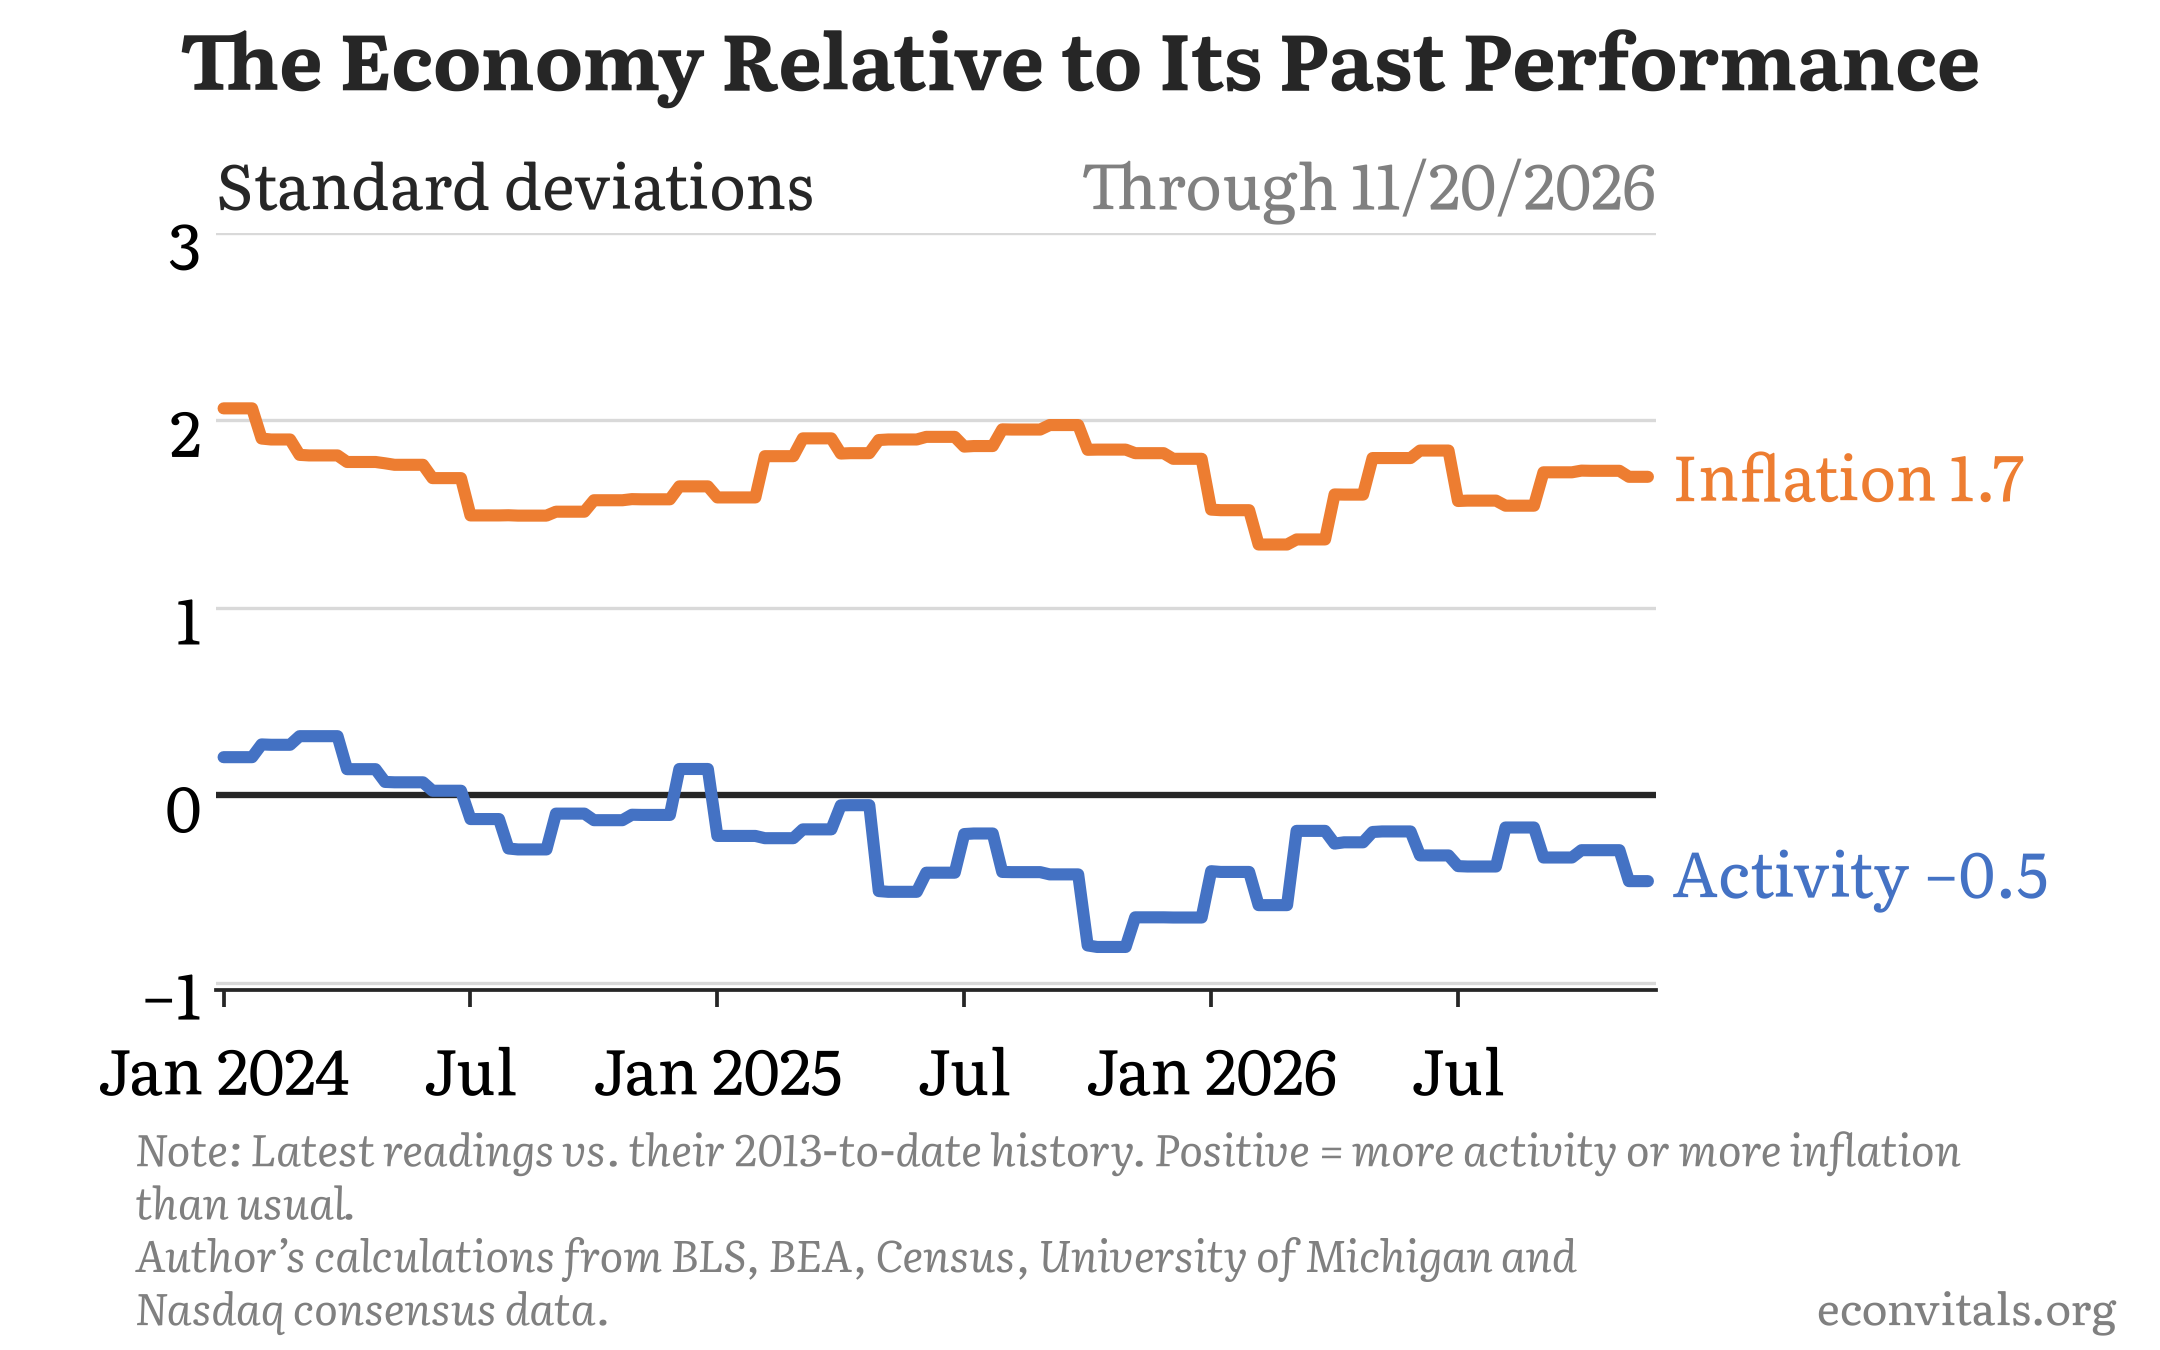 The Economy Relative to Its Past Performance
Standard deviations
Through 11/20/2026
3
2
Inflation 1.7
1
0
Activity −0.5
−1
Jan 2024
Jul
Jan 2025
Jul
Jan 2026
Jul
Note: Latest readings vs. their 2013-to-date history. Positive = more activity or more inflation
than usual.
Author’s calculations from BLS, BEA, Census, University of Michigan and
Nasdaq consensus data.
econvitals.org